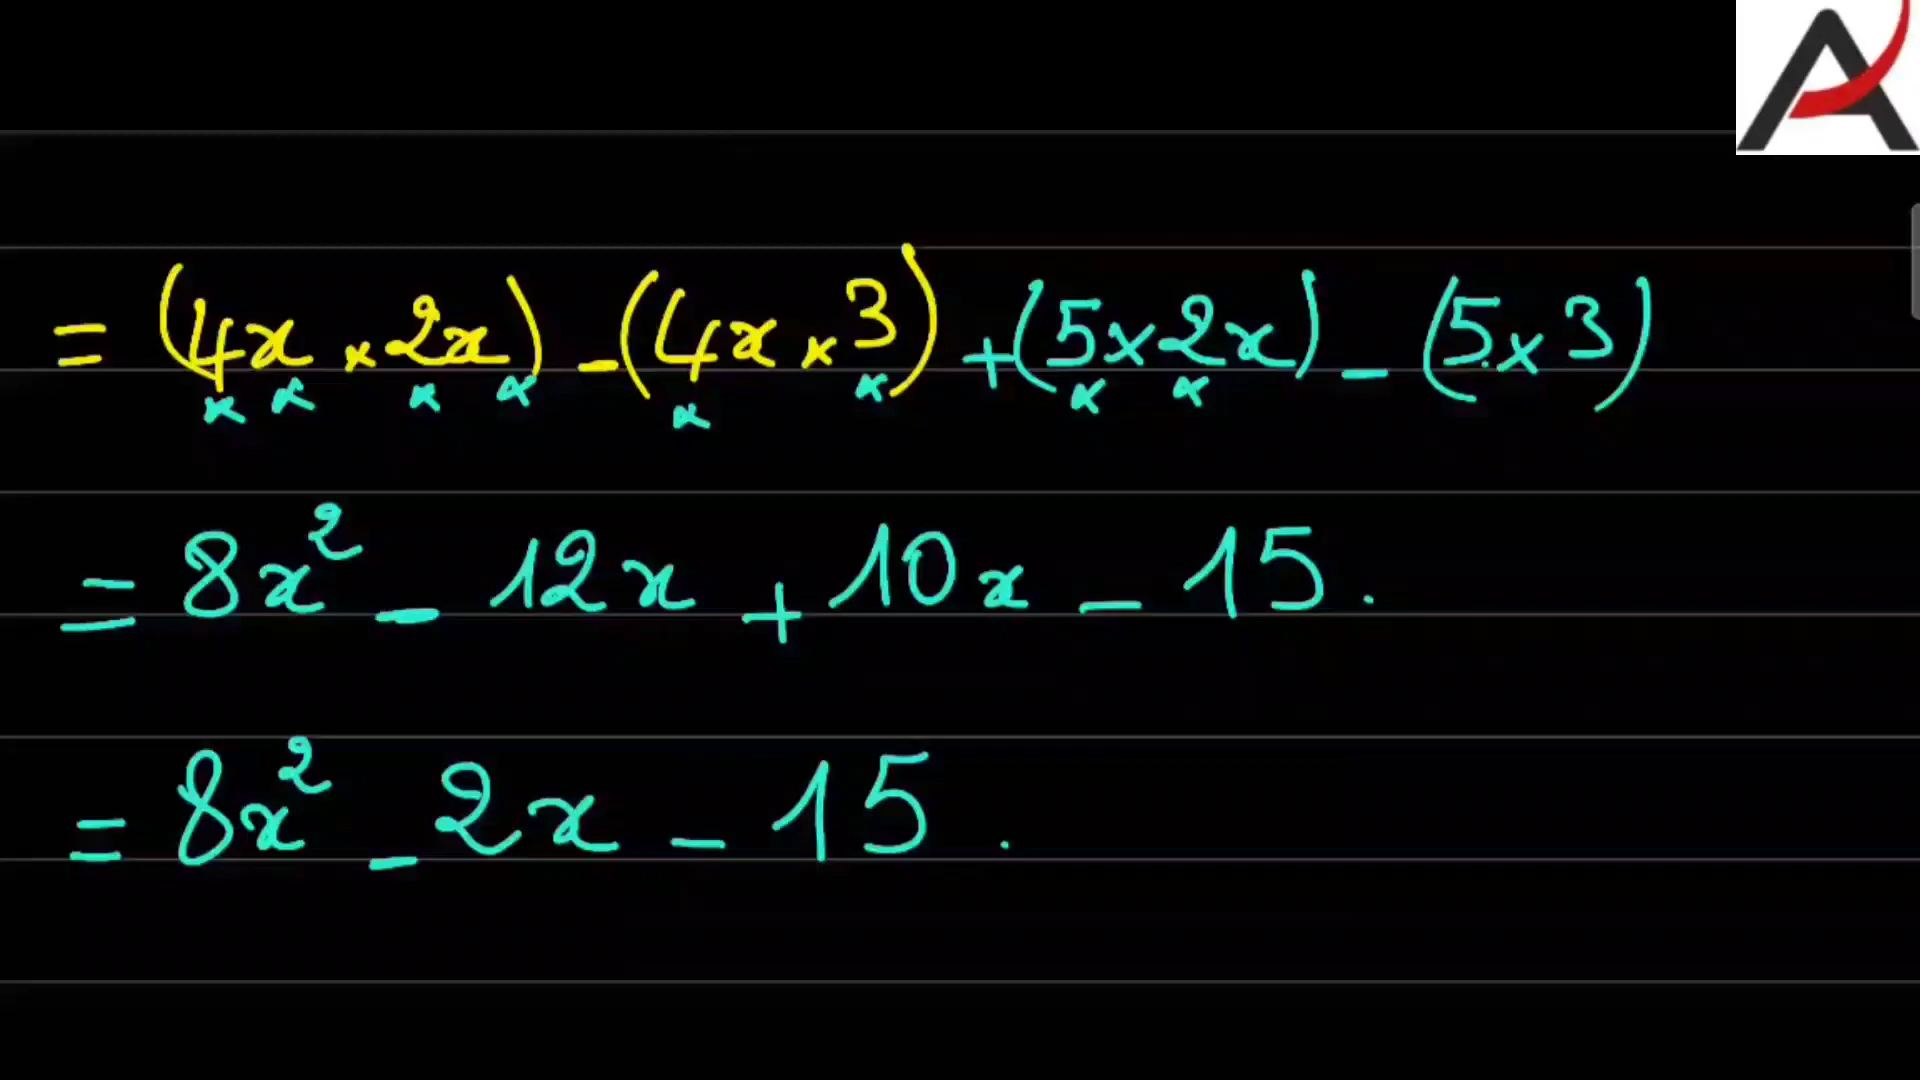 = (4x × 2x) - (4x × 3) + (5 × 2x) - (5 × 3)
= 8x² - 12x + 10x - 15.
= 8x² - 2x - 15.